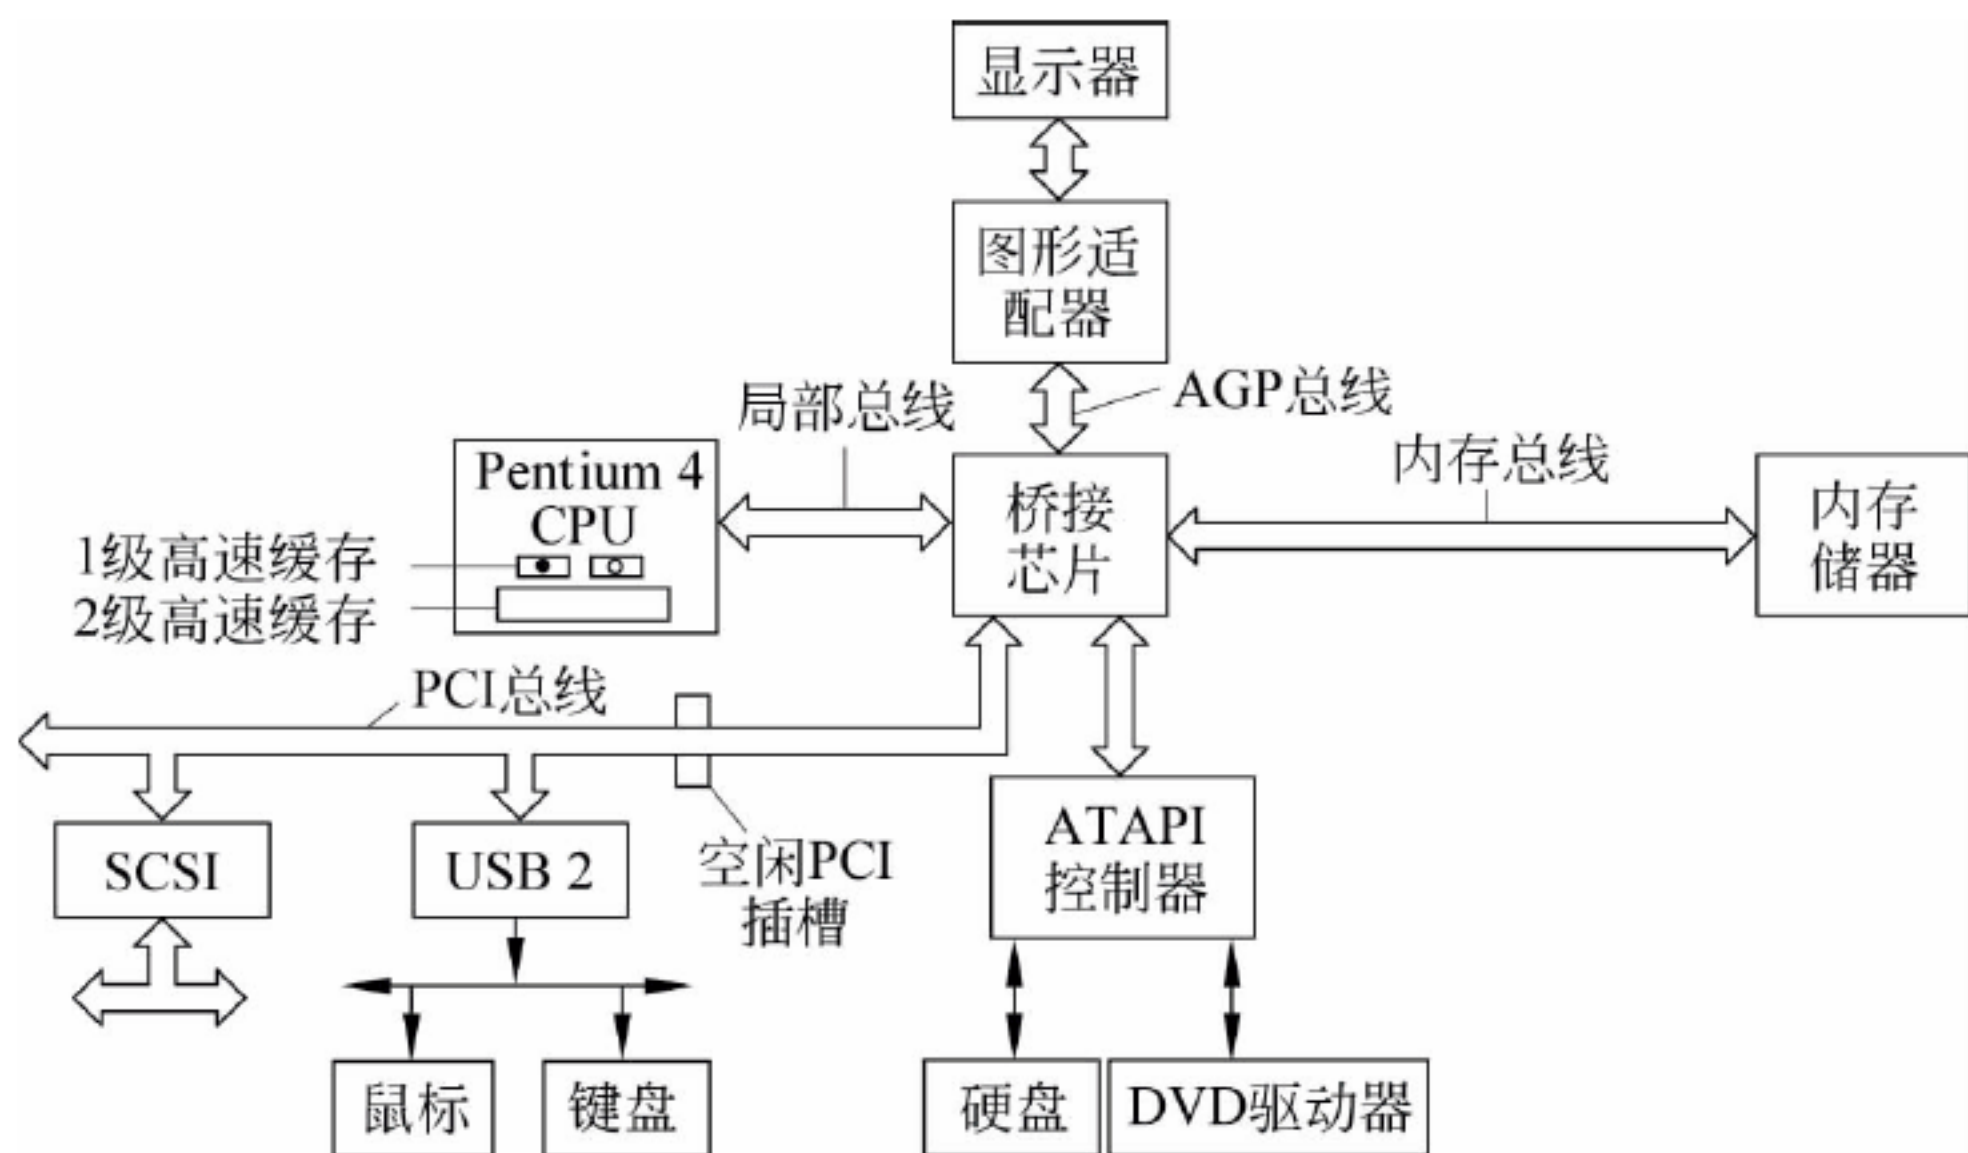 显示器
图形适
配器
局部总线
AGP总线
内存总线
Pentium 4
CPU
1级高速缓存
2级高速缓存
桥接
芯片
内存
储器
PCI总线
SCSI
USB 2
空闲PCI
插槽
ATAPI
控制器
鼠标
键盘
硬盘
DVD驱动器